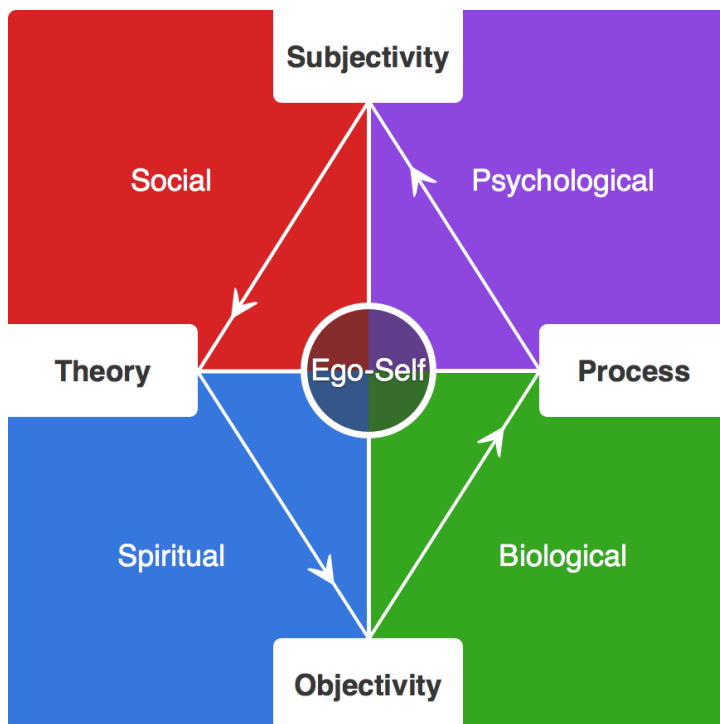 Subjectivity
Social
Psychological
Theory
Ego-Self
Process
Spiritual
Biological
Objectivity